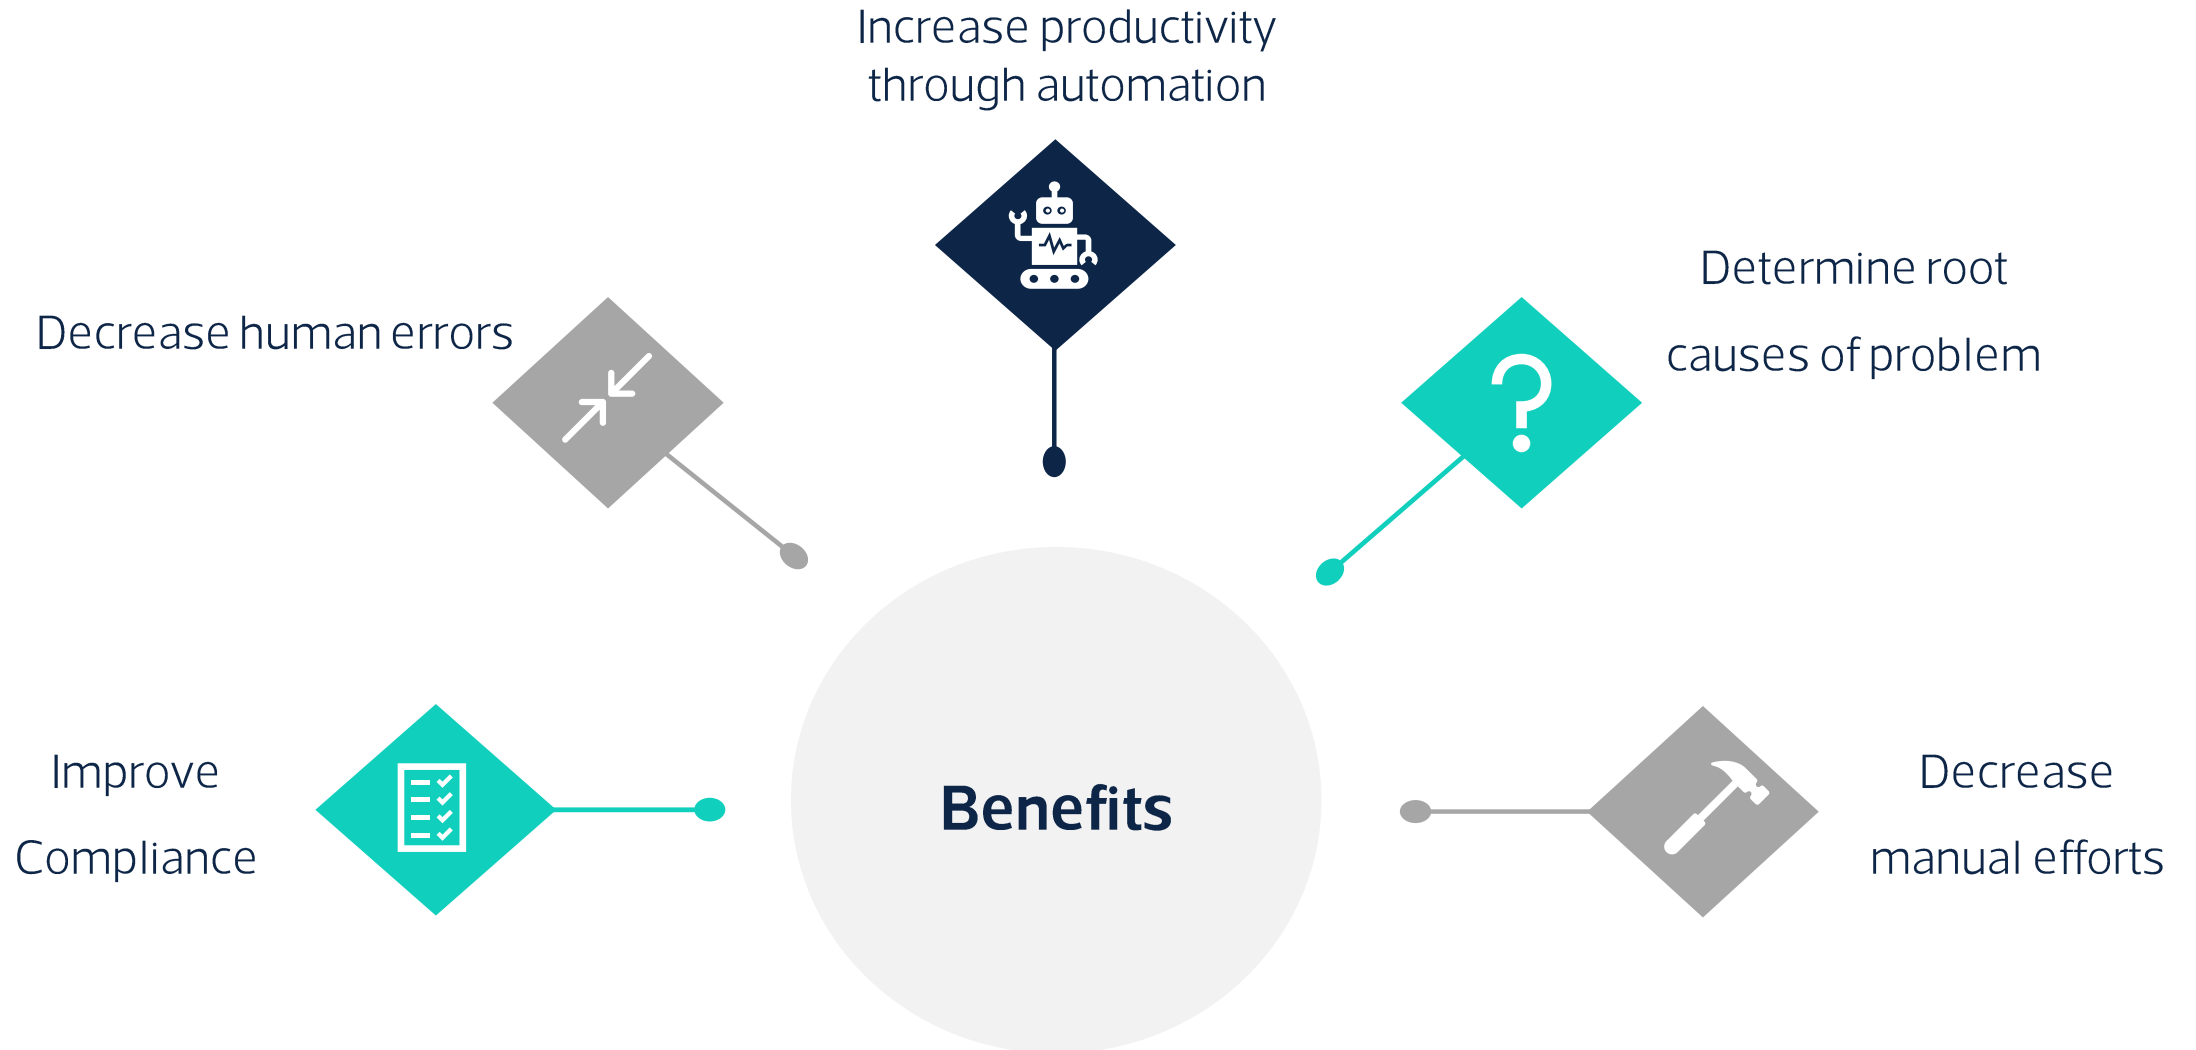 Increase productivity
through automation
Decrease human errors
Determine root
causes of problem
Improve
Compliance
Benefits
Decrease
manual efforts